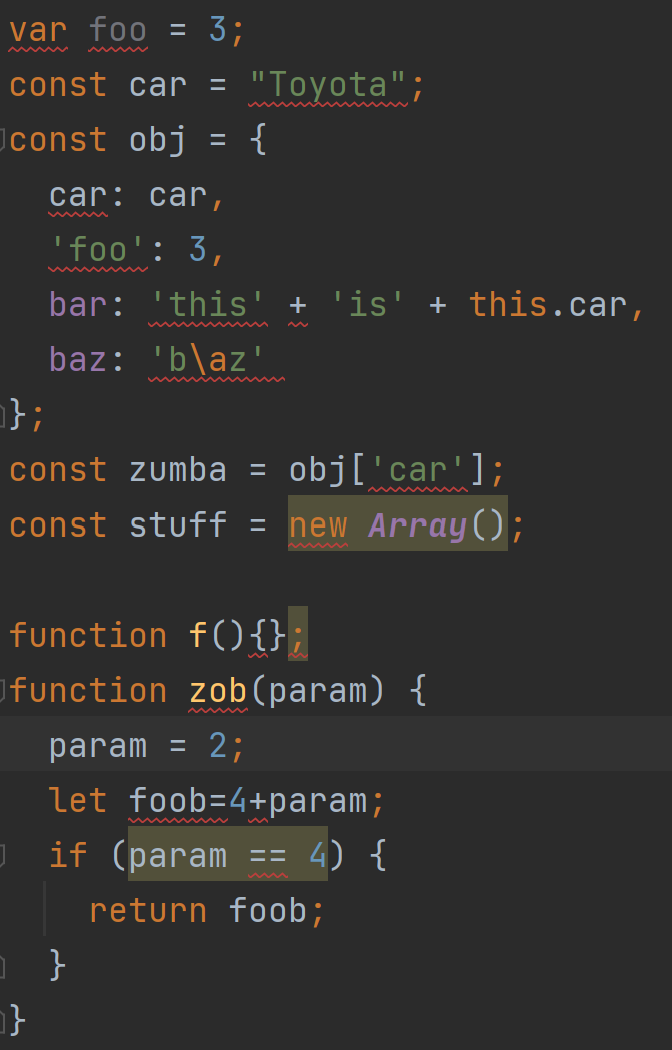 var foo = 3;
const car = "Toyota";
const obj = {
  car: car,
  'foo': 3,
  bar: 'this' + 'is' + this.car,
  baz: 'b\az'
};
const zumba = obj['car'];
const stuff = new Array();

function f(){};
function zob(param) {
  param = 2;
  let foob=4+param;
  if (param == 4) {
    return foob;
  }
}